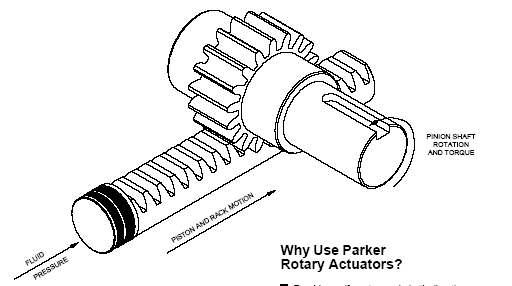 PINION SHAFT
ROTATION
AND TORQUE
PISTON AND RACK MOTION
FLUID
PRESSURE
Why Use Parker
Rotary Actuators?